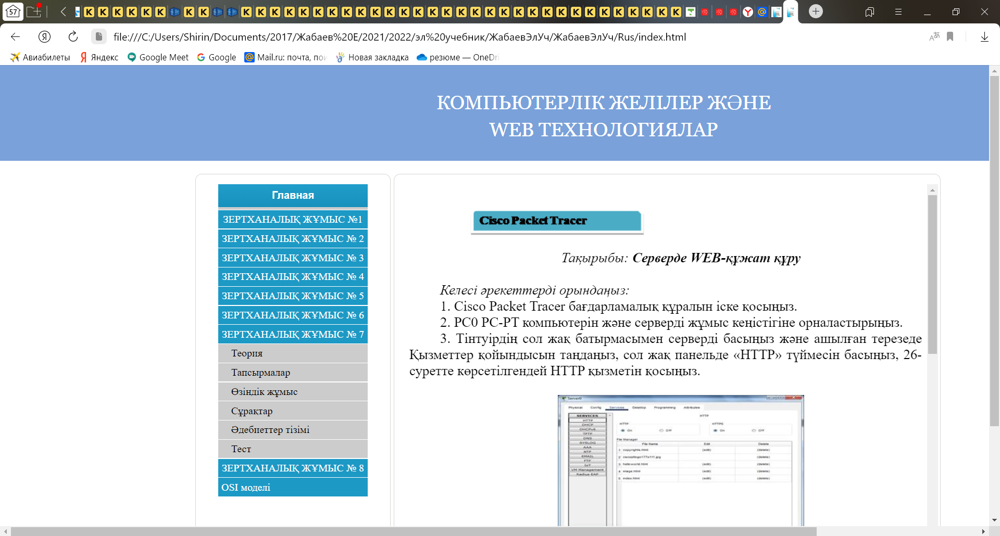 57
file:///C:/Users/Shirin/Documents/2017/Жабаев%20Е/2021/2022/эл%20учебник/ЖабаевЭлУч/ЖабаевЭлУч/Rus/index.html
Авиабилеты Яндекс Google Meet Google Mail.ru: почта, пои Новая закладка резюме — OneDri
КОМПЬЮТЕРЛІК ЖЕЛІЛЕР ЖӘНЕ
WEB ТЕХНОЛОГИЯЛАР
Главная
ЗЕРТХАНАЛЫҚ ЖҰМЫС №1
ЗЕРТХАНАЛЫҚ ЖҰМЫС № 2
ЗЕРТХАНАЛЫҚ ЖҰМЫС № 3
ЗЕРТХАНАЛЫҚ ЖҰМЫС № 4
ЗЕРТХАНАЛЫҚ ЖҰМЫС № 5
ЗЕРТХАНАЛЫҚ ЖҰМЫС № 6
ЗЕРТХАНАЛЫҚ ЖҰМЫС № 7
Теория
Тапсырмалар
Өзіндік жұмыс
Сұрақтар
Әдебиеттер тізімі
Тест
ЗЕРТХАНАЛЫҚ ЖҰМЫС № 8
OSI моделі
Cisco Packet Tracer
Тақырыбы: Серверде WEB-құжат құру
Келесі әрекеттерді орындаңыз:
1. Cisco Packet Tracer бағдарламалық құралын іске қосыңыз.
2. PC0 PC-PT компьютерін және серверді жұмыс кеңістігіне орналастырыңыз.
3. Тінтуірдің сол жақ батырмасымен серверді басыңыз және ашылған терезеде
Қызметтер қойындысын таңдаңыз, сол жақ панельде «HTTP» түймесін басыңыз, 26-
суретте көрсетілгендей HTTP қызметін қосыңыз.
Server0
Physical Config Services Desktop Programming Attributes
SERVICES
HTTP
DHCP
DHCPv6
TFTP
DNS
SYSLOG
AAA
NTP
EMAIL
FTP
IoT
VM Management
Radius EAP
HTTP
HTTP HTTPS
On Off On Off
File Manager
File Name Edit Delete
1 copyrights.html (edit) (delete)
2 cscoptlogo177x111.jpg (delete)
3 helloworld.html (edit) (delete)
4 image.html (edit) (delete)
5 index.html (edit) (delete)